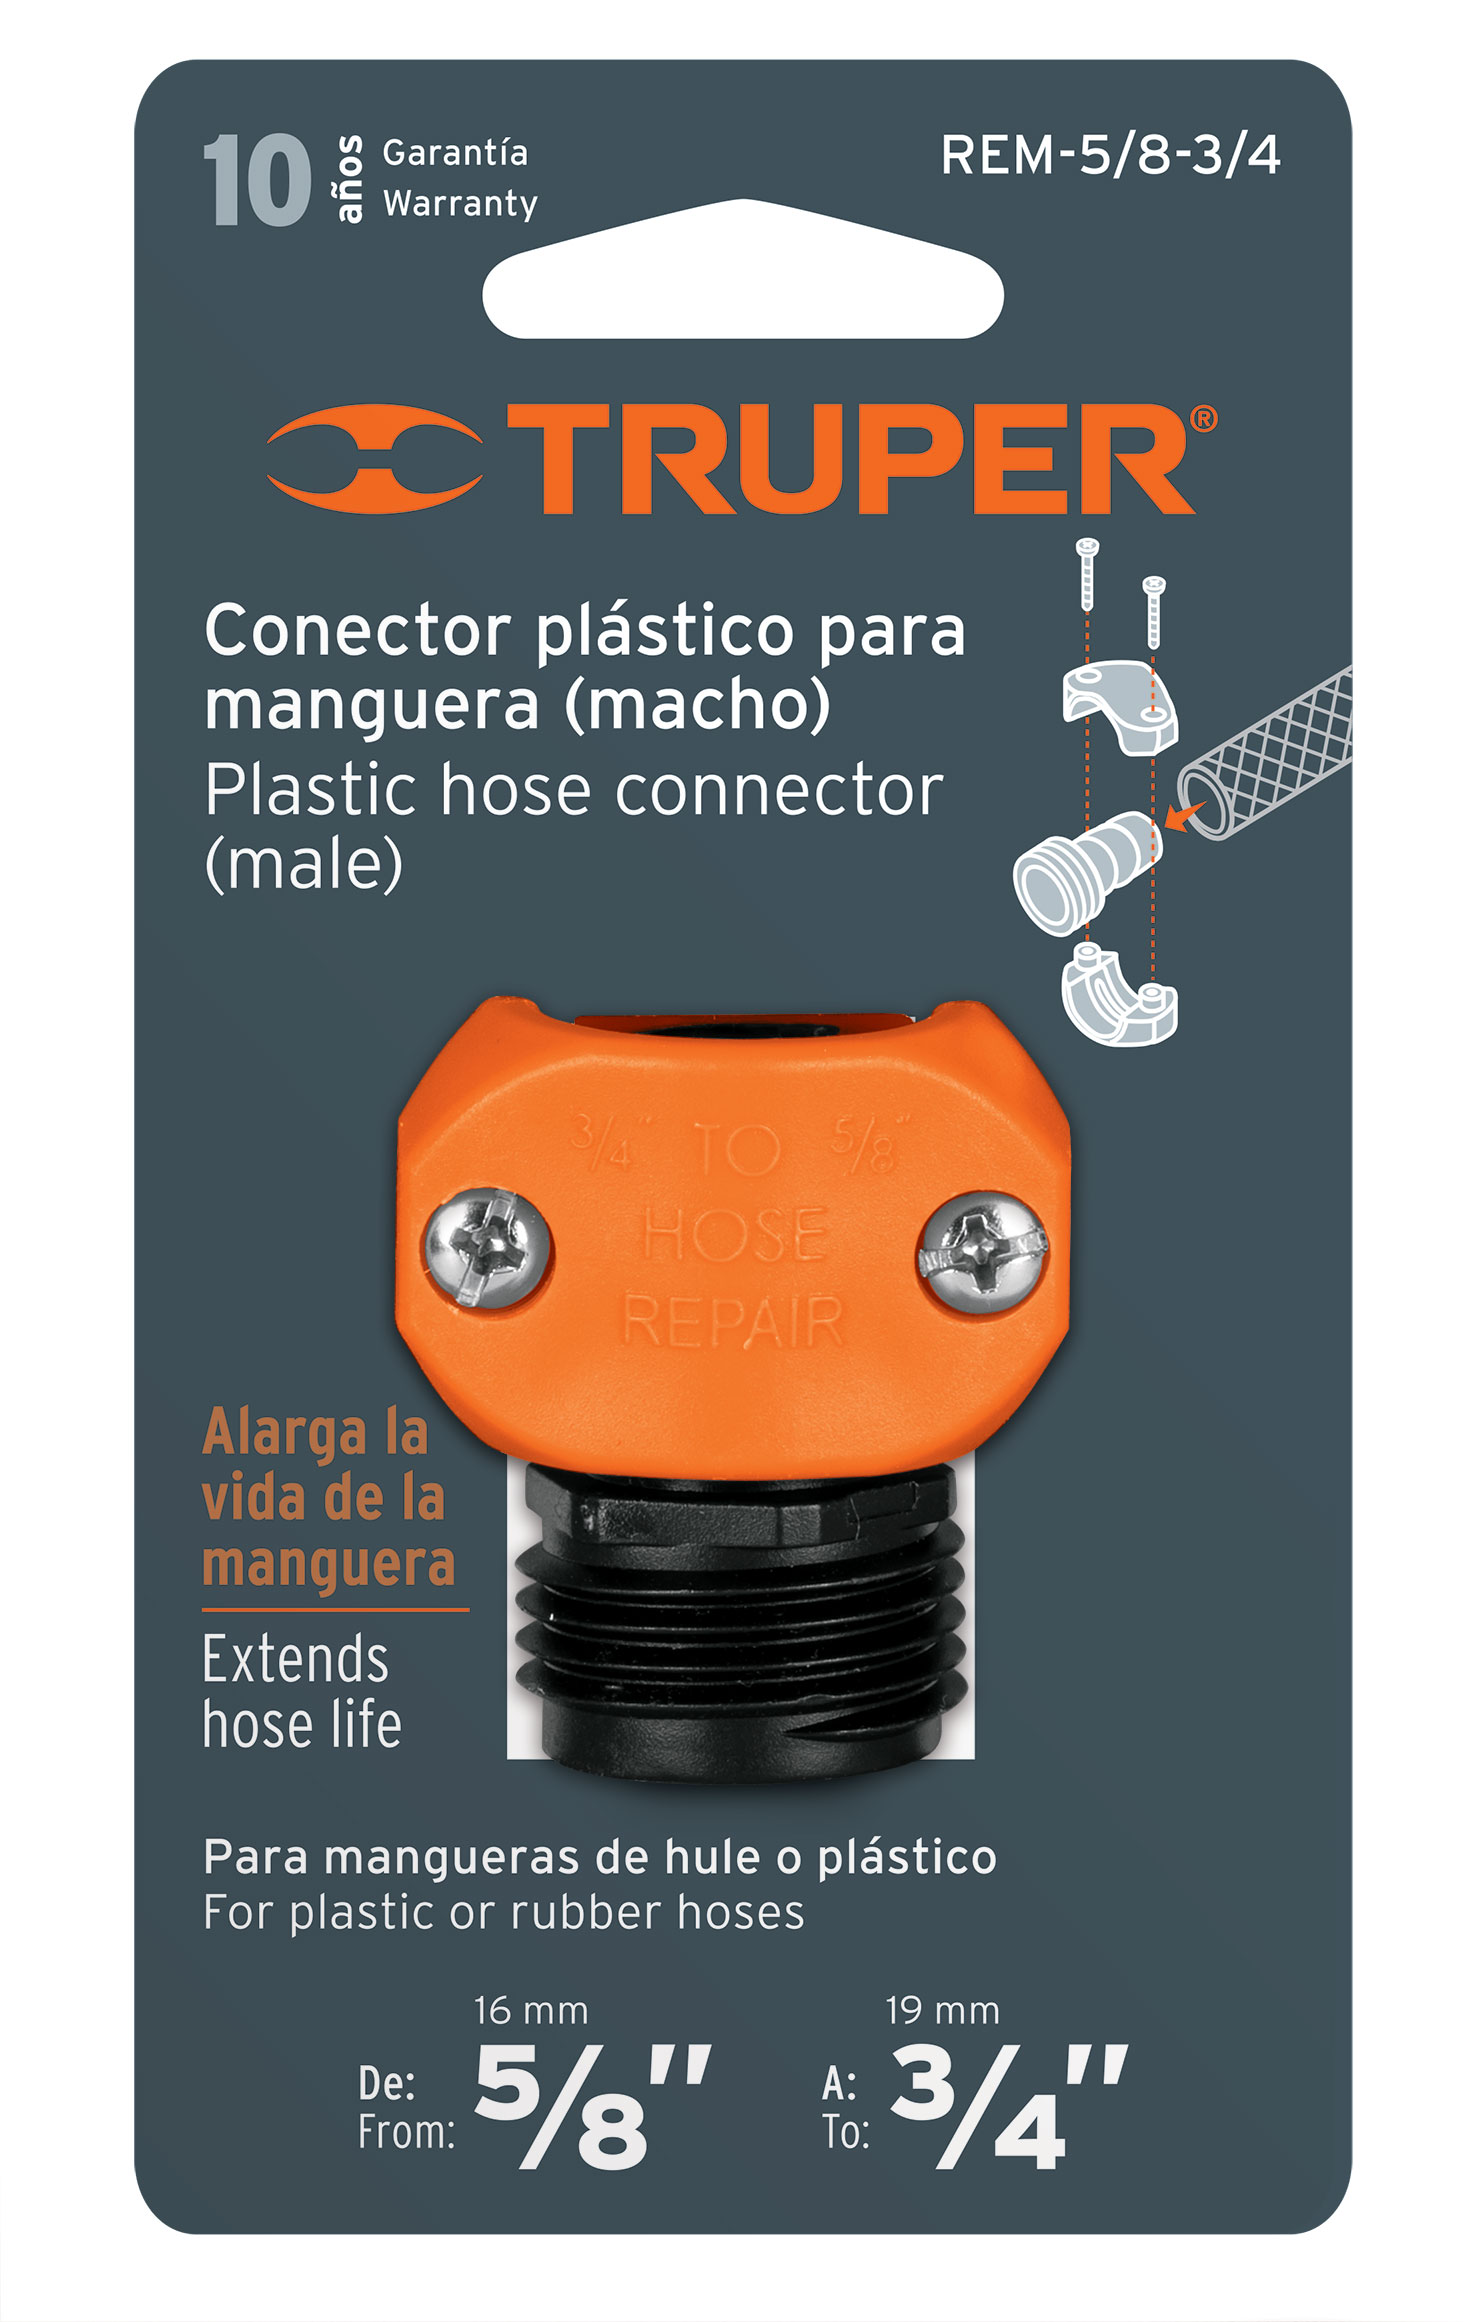 10 años Garantía
Warranty
REM-5/8-3/4
TRUPER®
Conector plástico para
manguera (macho)
Plastic hose connector
(male)
3/4" TO 5/8"
HOSE
REPAIR
Alarga la
vida de la
manguera
Extends
hose life
Para mangueras de hule o plástico
For plastic or rubber hoses
16 mm
De:
From:
5/8"
19 mm
A:
To:
3/4"